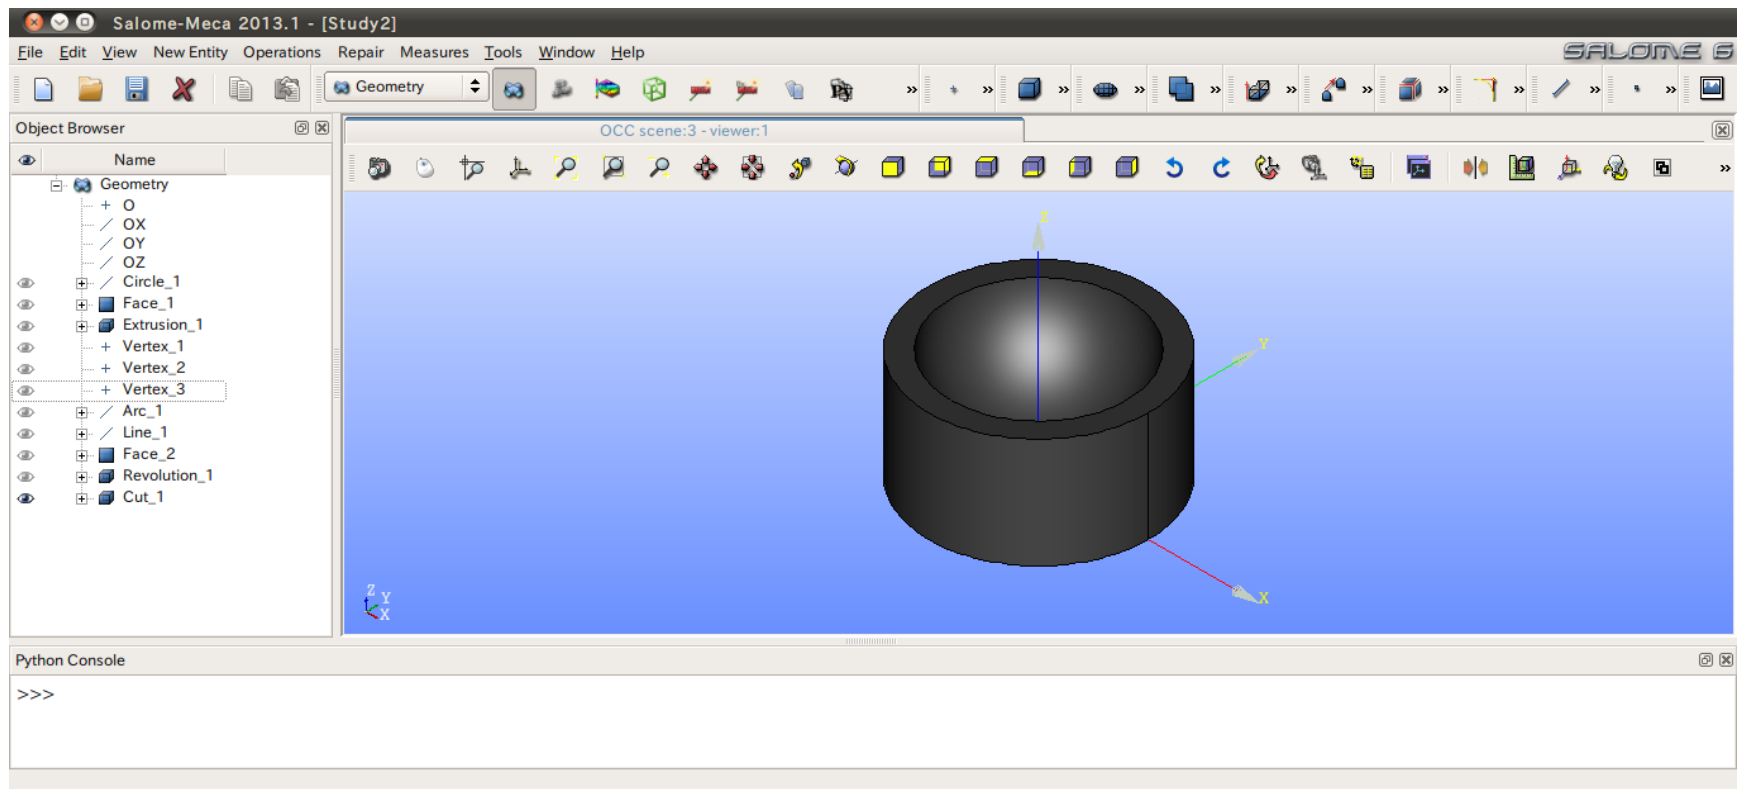 Salome-Meca 2013.1 - [Study2]
File Edit View New Entity Operations Repair Measures Tools Window Help
SALOME 6
Geometry
Object Browser
OCC scene:3 - viewer:1
Name
Geometry
O
OX
OY
OZ
Circle_1
Face_1
Extrusion_1
Vertex_1
Vertex_2
Vertex_3
Arc_1
Line_1
Face_2
Revolution_1
Cut_1
Z
Y
X
Z
Y
X
Python Console
>>>